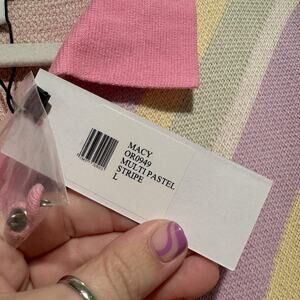 MACY
OR0949
MULTI PASTEL
STRIPE
L